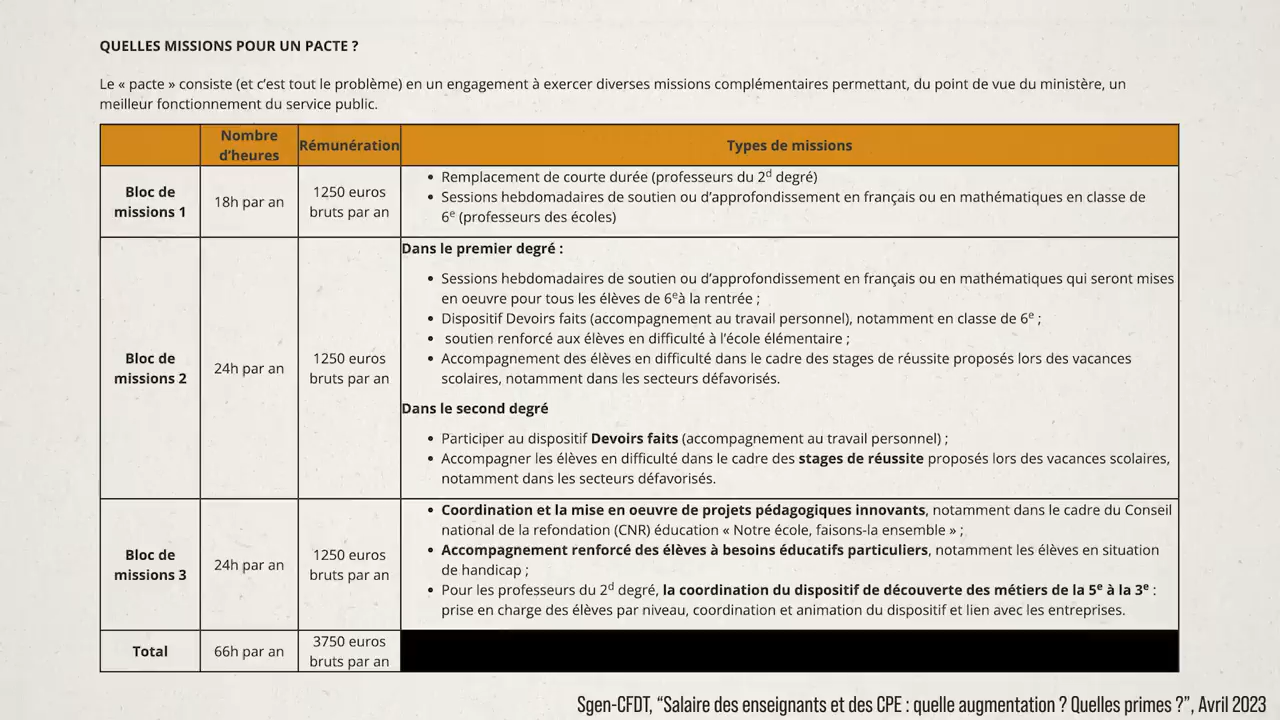 QUELLES MISSIONS POUR UN PACTE ?
Le « pacte » consiste (et c’est tout le problème) en un engagement à exercer diverses missions complémentaires permettant, du point de vue du ministère, un
meilleur fonctionnement du service public.
Nombre
d’heures
Rémunération
Types de missions
Bloc de
missions 1
18h par an
1250 euros
bruts par an
• Remplacement de courte durée (professeurs du 2d degré)
• Sessions hebdomadaires de soutien ou d’approfondissement en français ou en mathématiques en classe de
6e (professeurs des écoles)
Bloc de
missions 2
24h par an
1250 euros
bruts par an
Dans le premier degré :
• Sessions hebdomadaires de soutien ou d’approfondissement en français ou en mathématiques qui seront mises
en oeuvre pour tous les élèves de 6eà la rentrée ;
• Dispositif Devoirs faits (accompagnement au travail personnel), notamment en classe de 6e ;
• soutien renforcé aux élèves en difficulté à l’école élémentaire ;
• Accompagnement des élèves en difficulté dans le cadre des stages de réussite proposés lors des vacances
scolaires, notamment dans les secteurs défavorisés.
Dans le second degré
• Participer au dispositif Devoirs faits (accompagnement au travail personnel) ;
• Accompagner les élèves en difficulté dans le cadre des stages de réussite proposés lors des vacances scolaires,
notamment dans les secteurs défavorisés.
Bloc de
missions 3
24h par an
1250 euros
bruts par an
• Coordination et la mise en oeuvre de projets pédagogiques innovants, notamment dans le cadre du Conseil
national de la refondation (CNR) éducation « Notre école, faisons-la ensemble » ;
• Accompagnement renforcé des élèves à besoins éducatifs particuliers, notamment les élèves en situation
de handicap ;
• Pour les professeurs du 2d degré, la coordination du dispositif de découverte des métiers de la 5e à la 3e :
prise en charge des élèves par niveau, coordination et animation du dispositif et lien avec les entreprises.
Total
66h par an
3750 euros
bruts par an
Sgen-CFDT, “Salaire des enseignants et des CPE : quelle augmentation ? Quelles primes ?”, Avril 2023